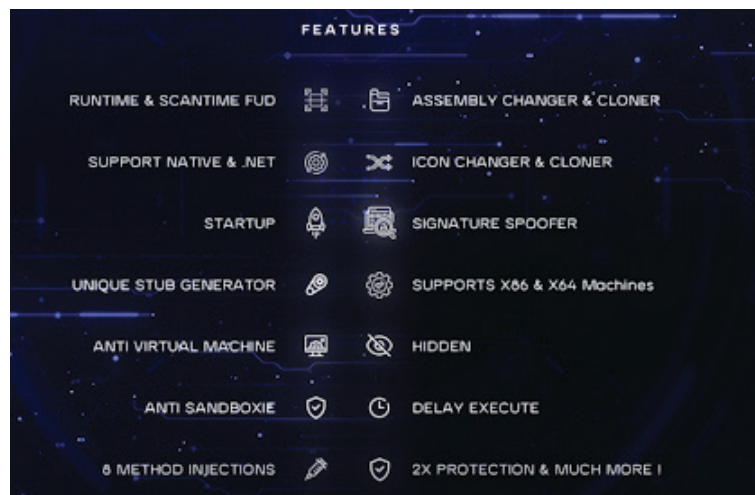 FEATURES
RUNTIME & SCANTIME FUD
ASSEMBLY CHANGER & CLONER
SUPPORT NATIVE & .NET
ICON CHANGER & CLONER
STARTUP
SIGNATURE SPOOFER
UNIQUE STUB GENERATOR
SUPPORTS X86 & X64 Machines
ANTI VIRTUAL MACHINE
HIDDEN
ANTI SANDBOXIE
DELAY EXECUTE
6 METHOD INJECTIONS
2X PROTECTION & MUCH MORE !